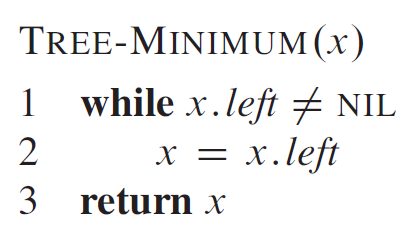 TREE-MINIMUM(x)
1 while x.left ≠ NIL
2 x = x.left
3 return x